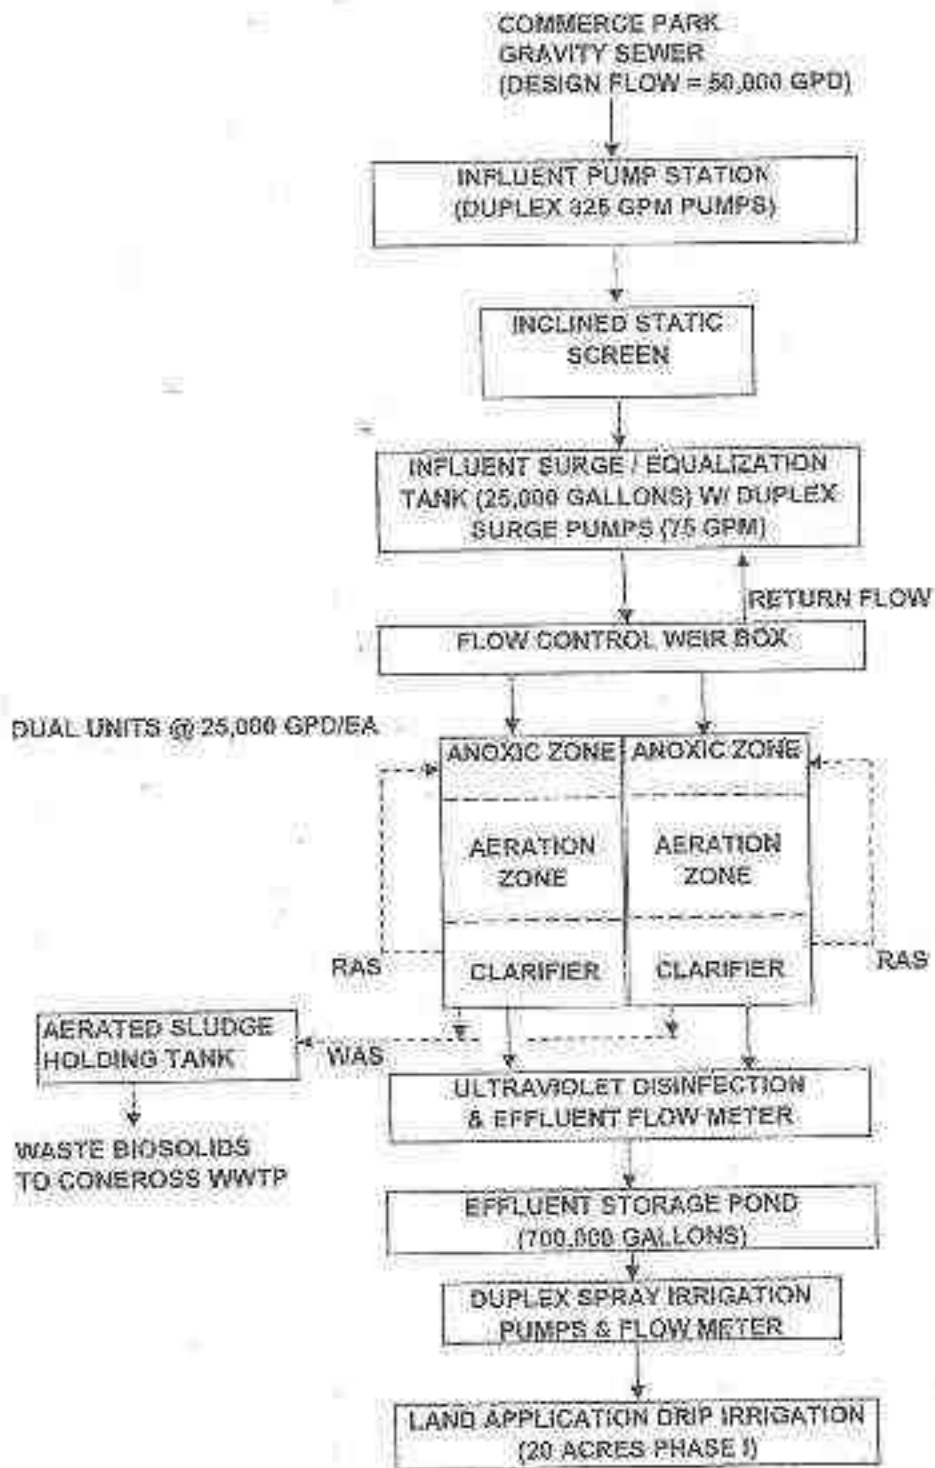 COMMERCE PARK
GRAVITY SEWER
(DESIGN FLOW = 50,000 GPD)
INFLUENT PUMP STATION
(DUPLEX 325 GPM PUMPS)
INCLINED STATIC
SCREEN
INFLUENT SURGE / EQUALIZATION
TANK (25,000 GALLONS) W/ DUPLEX
SURGE PUMPS (75 GPM)
RETURN FLOW
FLOW CONTROL WEIR BOX
DUAL UNITS @ 25,000 GPD/EA
ANOXIC ZONE
ANOXIC ZONE
AERATION
ZONE
AERATION
ZONE
RAS
CLARIFIER
CLARIFIER
RAS
AERATED SLUDGE
HOLDING TANK
WAS
ULTRAVIOLET DISINFECTION
& EFFLUENT FLOW METER
WASTE BIOSOLIDS
TO CONEROSS WWTP
EFFLUENT STORAGE POND
(700,000 GALLONS)
DUPLEX SPRAY IRRIGATION
PUMPS & FLOW METER
LAND APPLICATION DRIP IRRIGATION
(20 ACRES PHASE I)